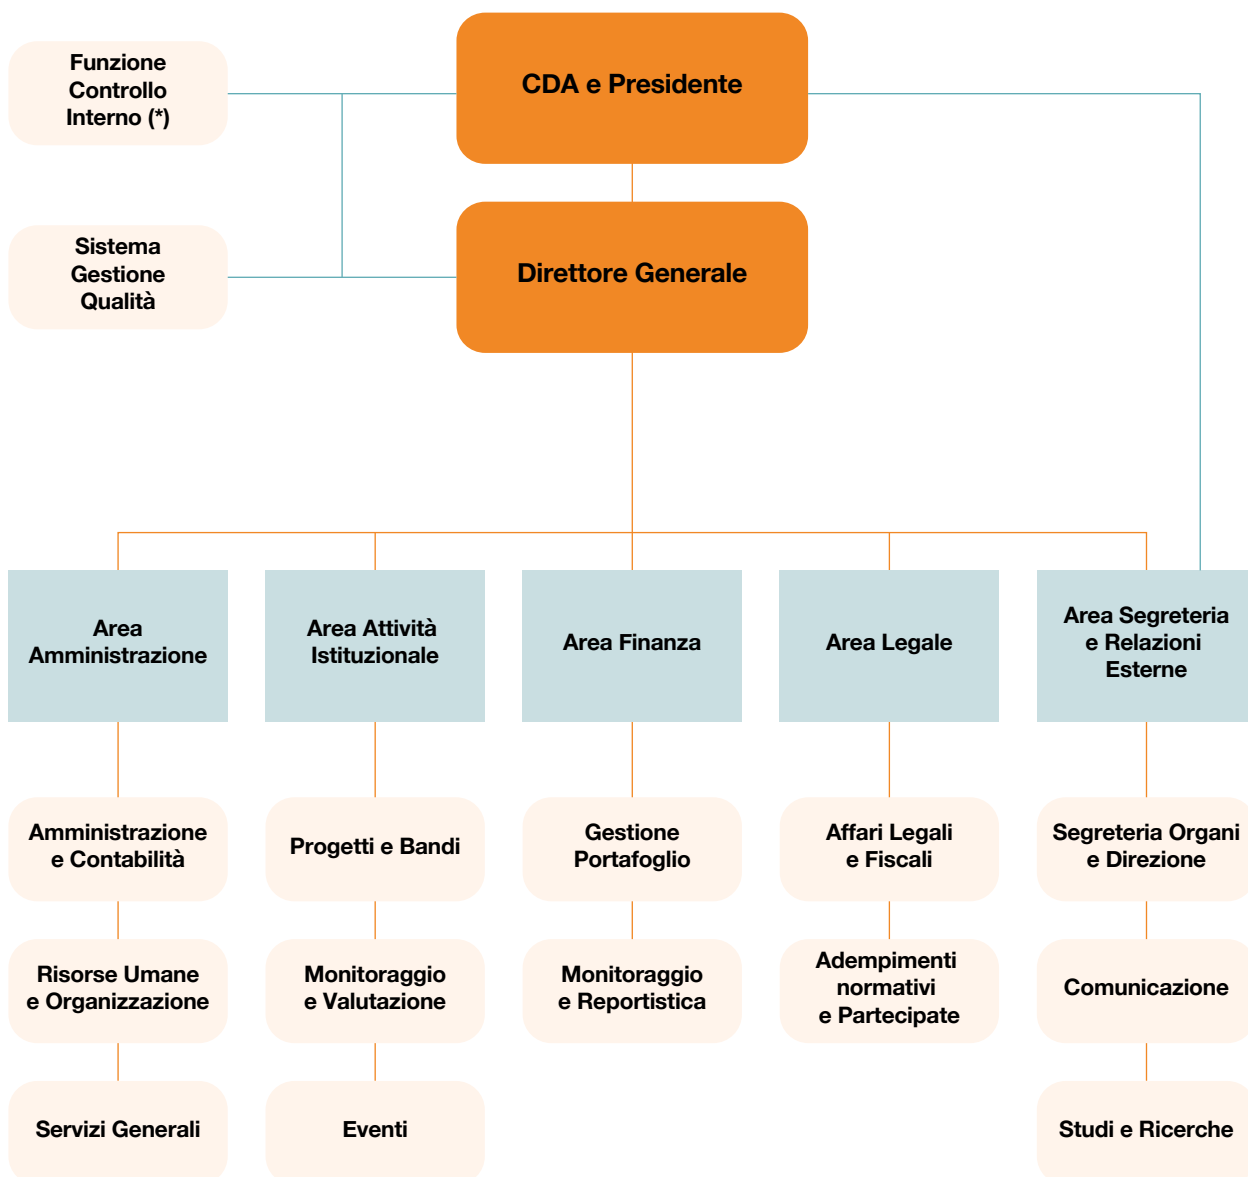 Funzione
Controllo
Interno (*)
CDA e Presidente
Sistema
Gestione
Qualità
Direttore Generale
Area
Amministrazione
Area Attività
Istituzionale
Area Finanza
Area Legale
Area Segreteria
e Relazioni
Esterne
Amministrazione
e Contabilità
Progetti e Bandi
Gestione
Portafoglio
Affari Legali
e Fiscali
Segreteria Organi
e Direzione
Risorse Umane
e Organizzazione
Monitoraggio
e Valutazione
Monitoraggio
e Reportistica
Adempimenti
normativi
e Partecipate
Comunicazione
Servizi Generali
Eventi
Studi e Ricerche